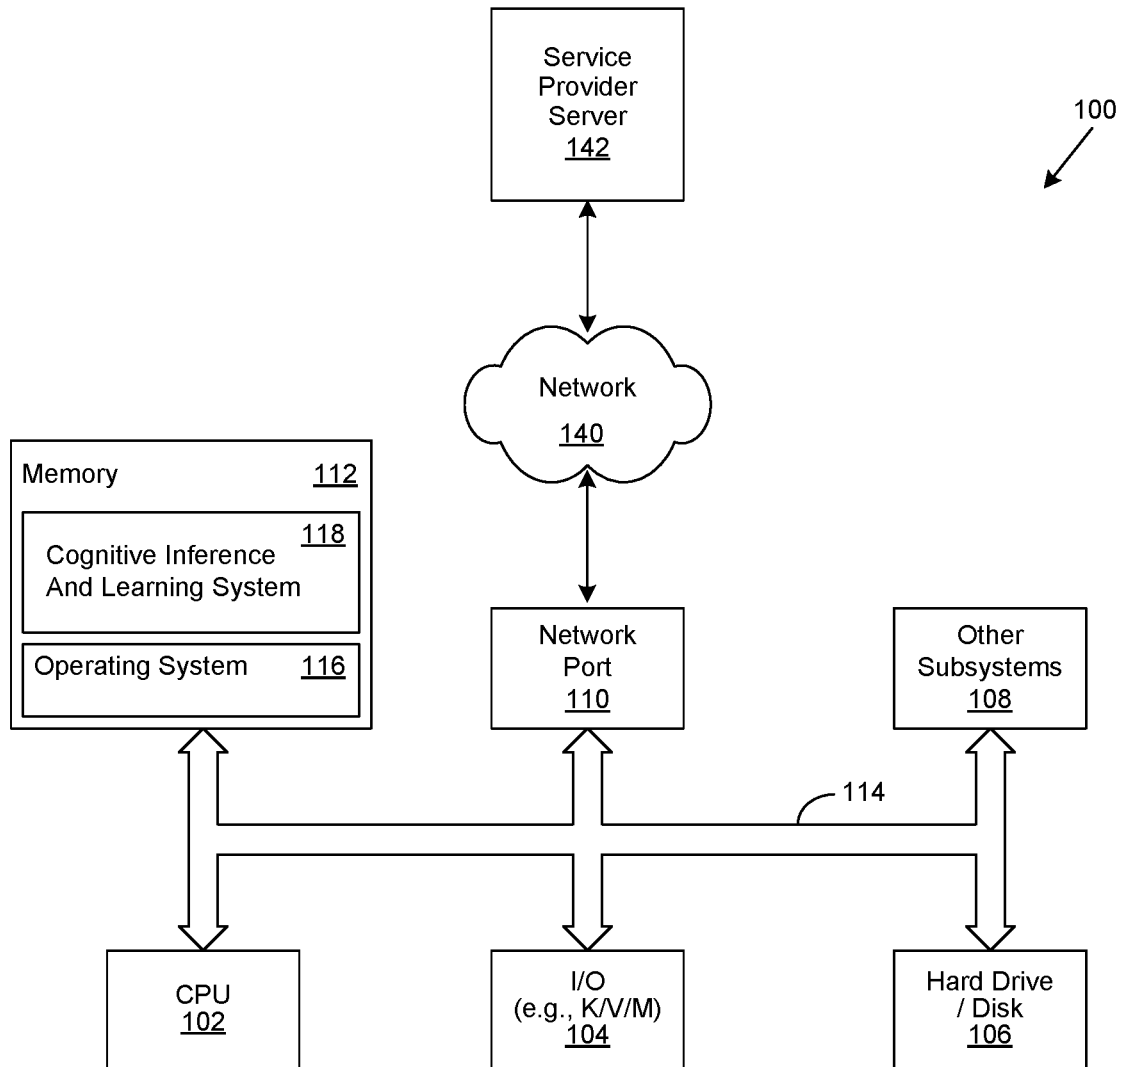 Service
Provider
Server
142
100
Network
140
Memory 112
118
Cognitive Inference
And Learning System
Operating System 116
Network
Port
110
Other
Subsystems
108
114
CPU
102
I/O
(e.g., K/V/M)
104
Hard Drive
/ Disk
106